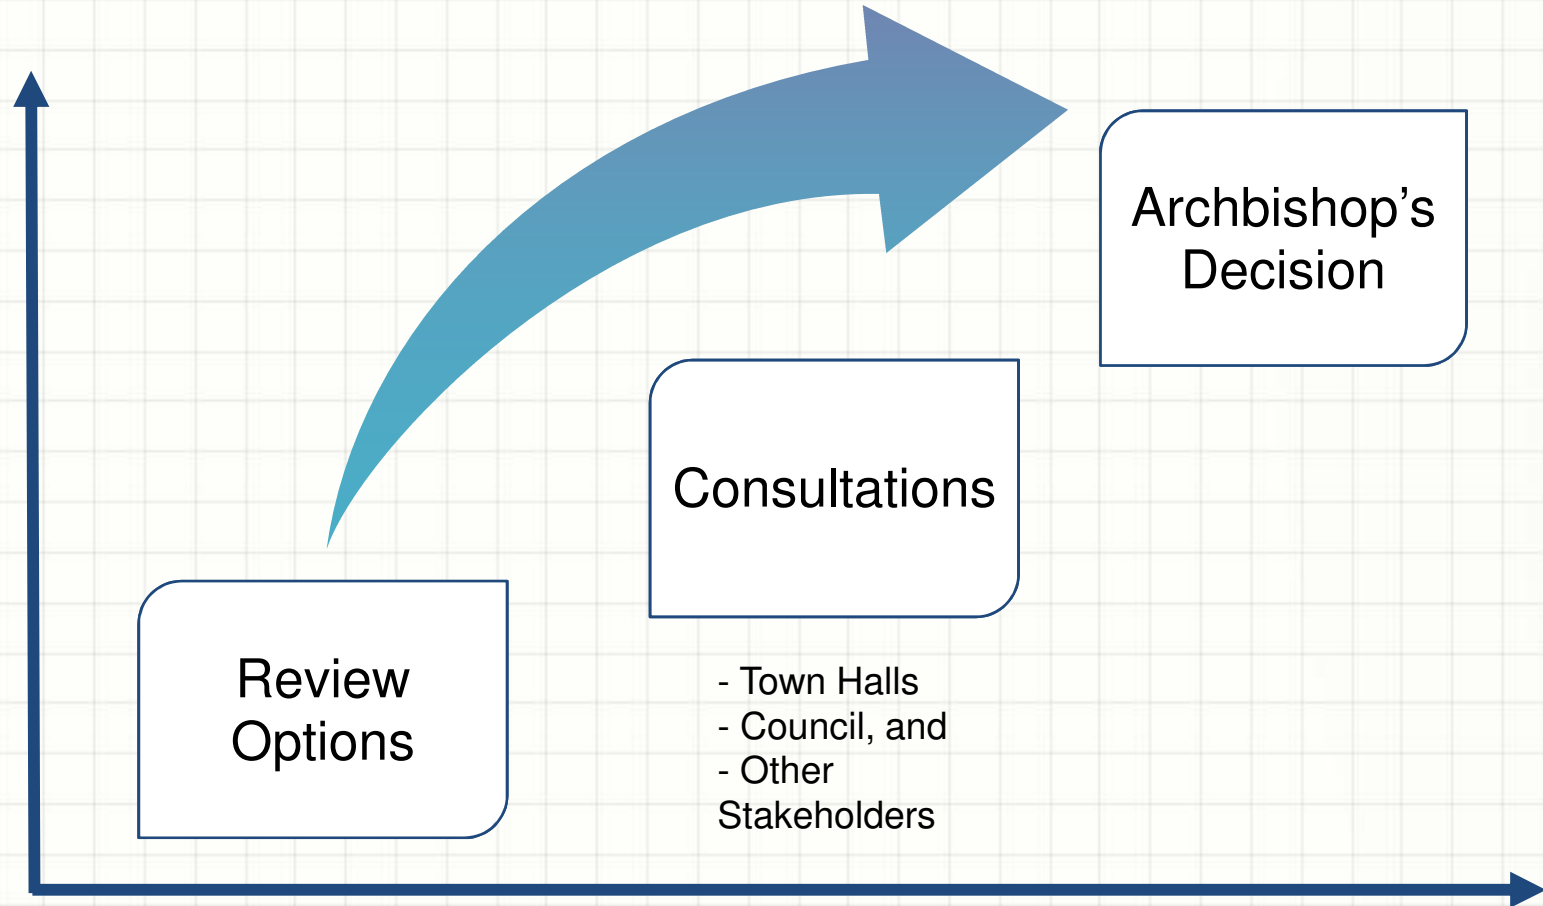 Review
Options
Consultations
- Town Halls
- Council, and
- Other
Stakeholders
Archbishop’s
Decision